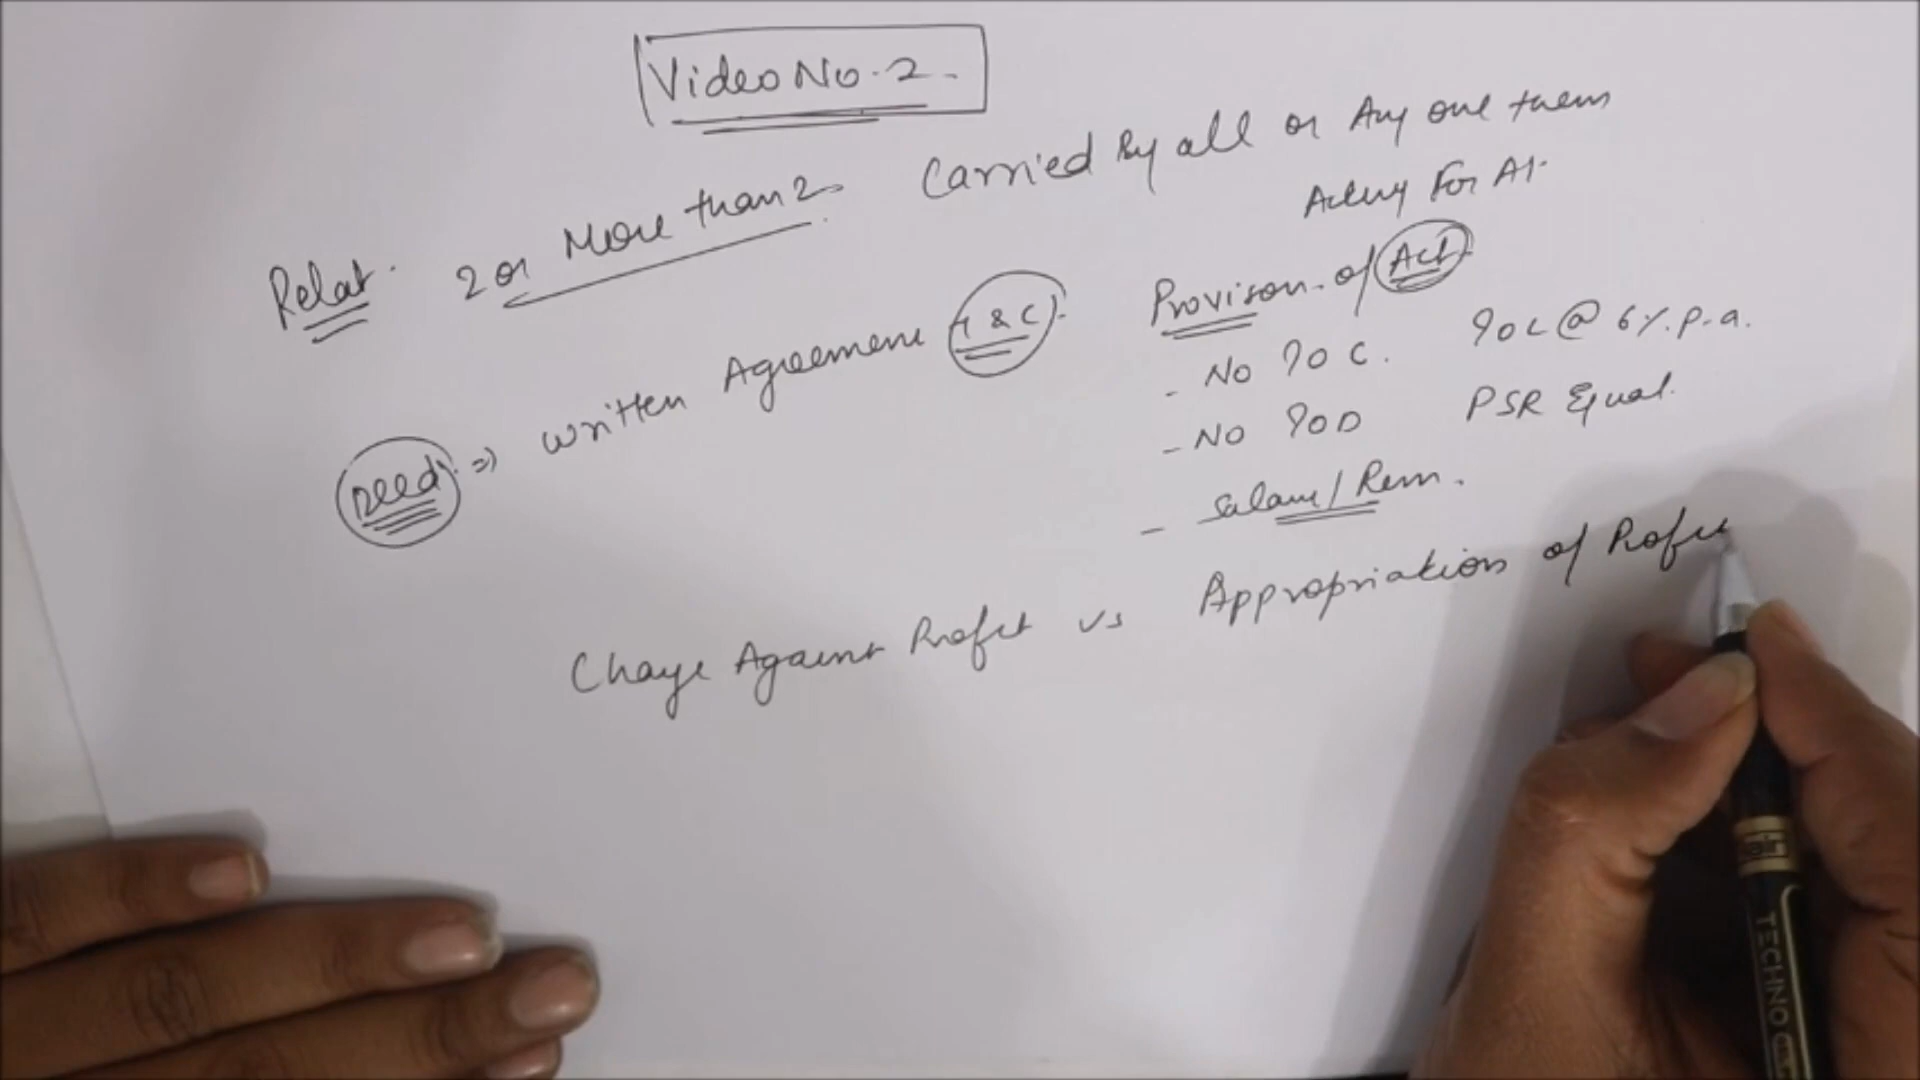 Video No. 2.
Relat. 2 or More than 2 Carried By all or Any one them
Acting For All.
Deed => Written Agreement T & C.
Provison. of Act.
- No IOC. IOL @ 6%. p.a.
- No IOD PSR Equal.
- Salary / Rem.
Charge Against Profit vs Appropriation of Profit
TECHNO